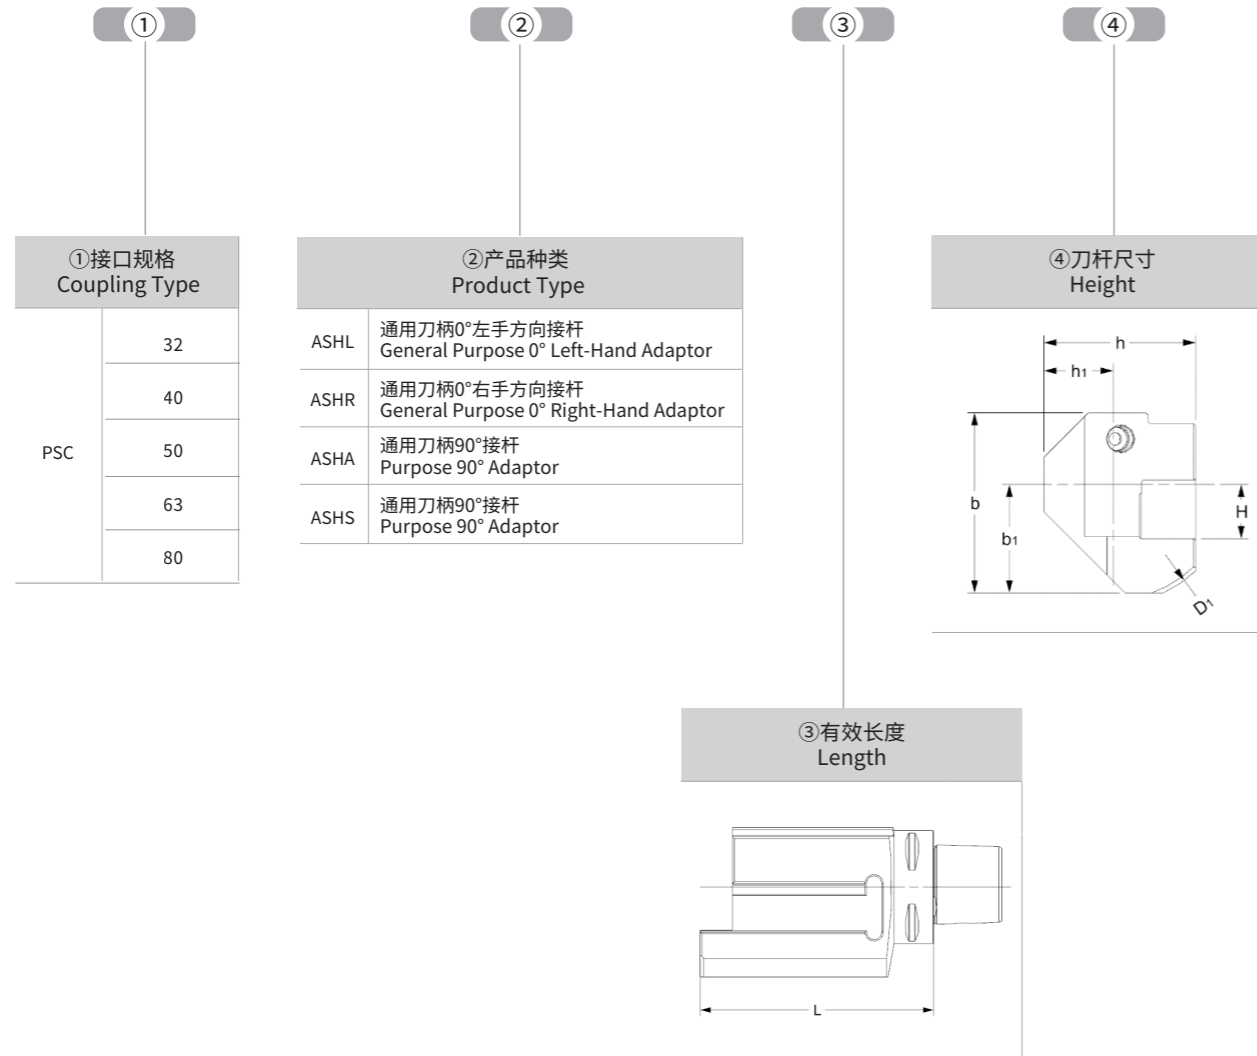 ①
②
③
④
①接口规格
Coupling Type
PSC
32
40
50
63
80
②产品种类
Product Type
ASHL
通用刀柄0°左手方向接杆
General Purpose 0° Left-Hand Adaptor
ASHR
通用刀柄0°右手方向接杆
General Purpose 0° Right-Hand Adaptor
ASHA
通用刀柄90°接杆
Purpose 90° Adaptor
ASHS
通用刀柄90°接杆
Purpose 90° Adaptor
④刀杆尺寸
Height
h
h1
b
b1
H
D1
③有效长度
Length
L